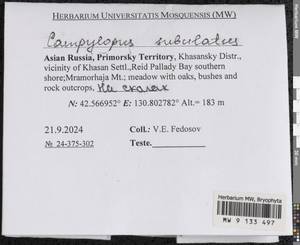 HERBARIUM UNIVERSITATIS MOSQUENSIS (MW)
Campylopus subulatus
Asian Russia, Primorsky Territory, Khasansky Distr.,
vicinity of Khasan Settl.,Reid Pallady Bay southern
shore;Mramorhaja Mt.; meadow with oaks, bushes and
rock outcrops, На скалах
N: 42.566952° E: 130.802782° Alt.= 183 m
21.9.2024 Coll.: V.E. Fedosov
№ 24-375-302 Teste.
Herbarium MW, Bryophyta
MW 9 133 497